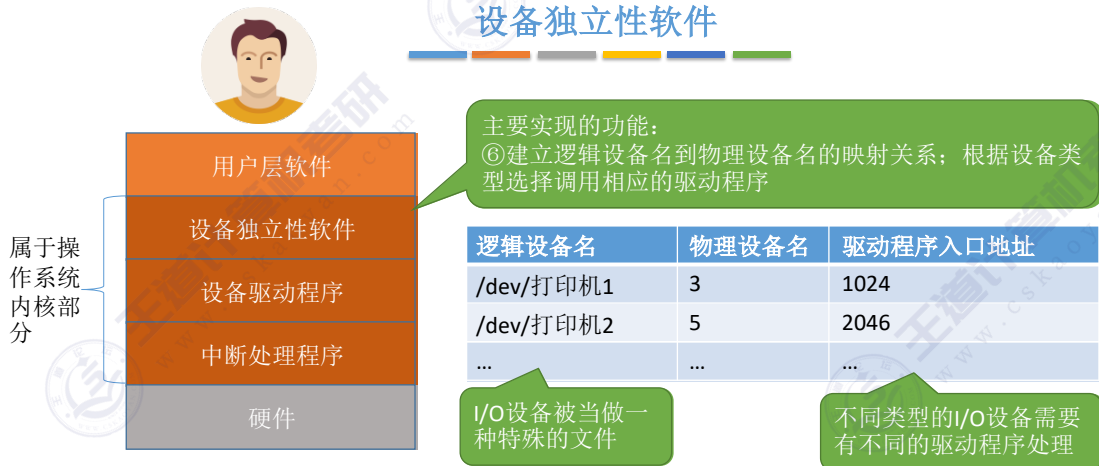 设备独立性软件
主要实现的功能：
⑥建立逻辑设备名到物理设备名的映射关系；根据设备类
型选择调用相应的驱动程序
用户层软件
设备独立性软件
设备驱动程序
中断处理程序
硬件
属于操
作系统
内核部
分
逻辑设备名 物理设备名 驱动程序入口地址
/dev/打印机1 3 1024
/dev/打印机2 5 2046
... ... ...
I/O设备被当做一
种特殊的文件
不同类型的I/O设备需要
有不同的驱动程序处理